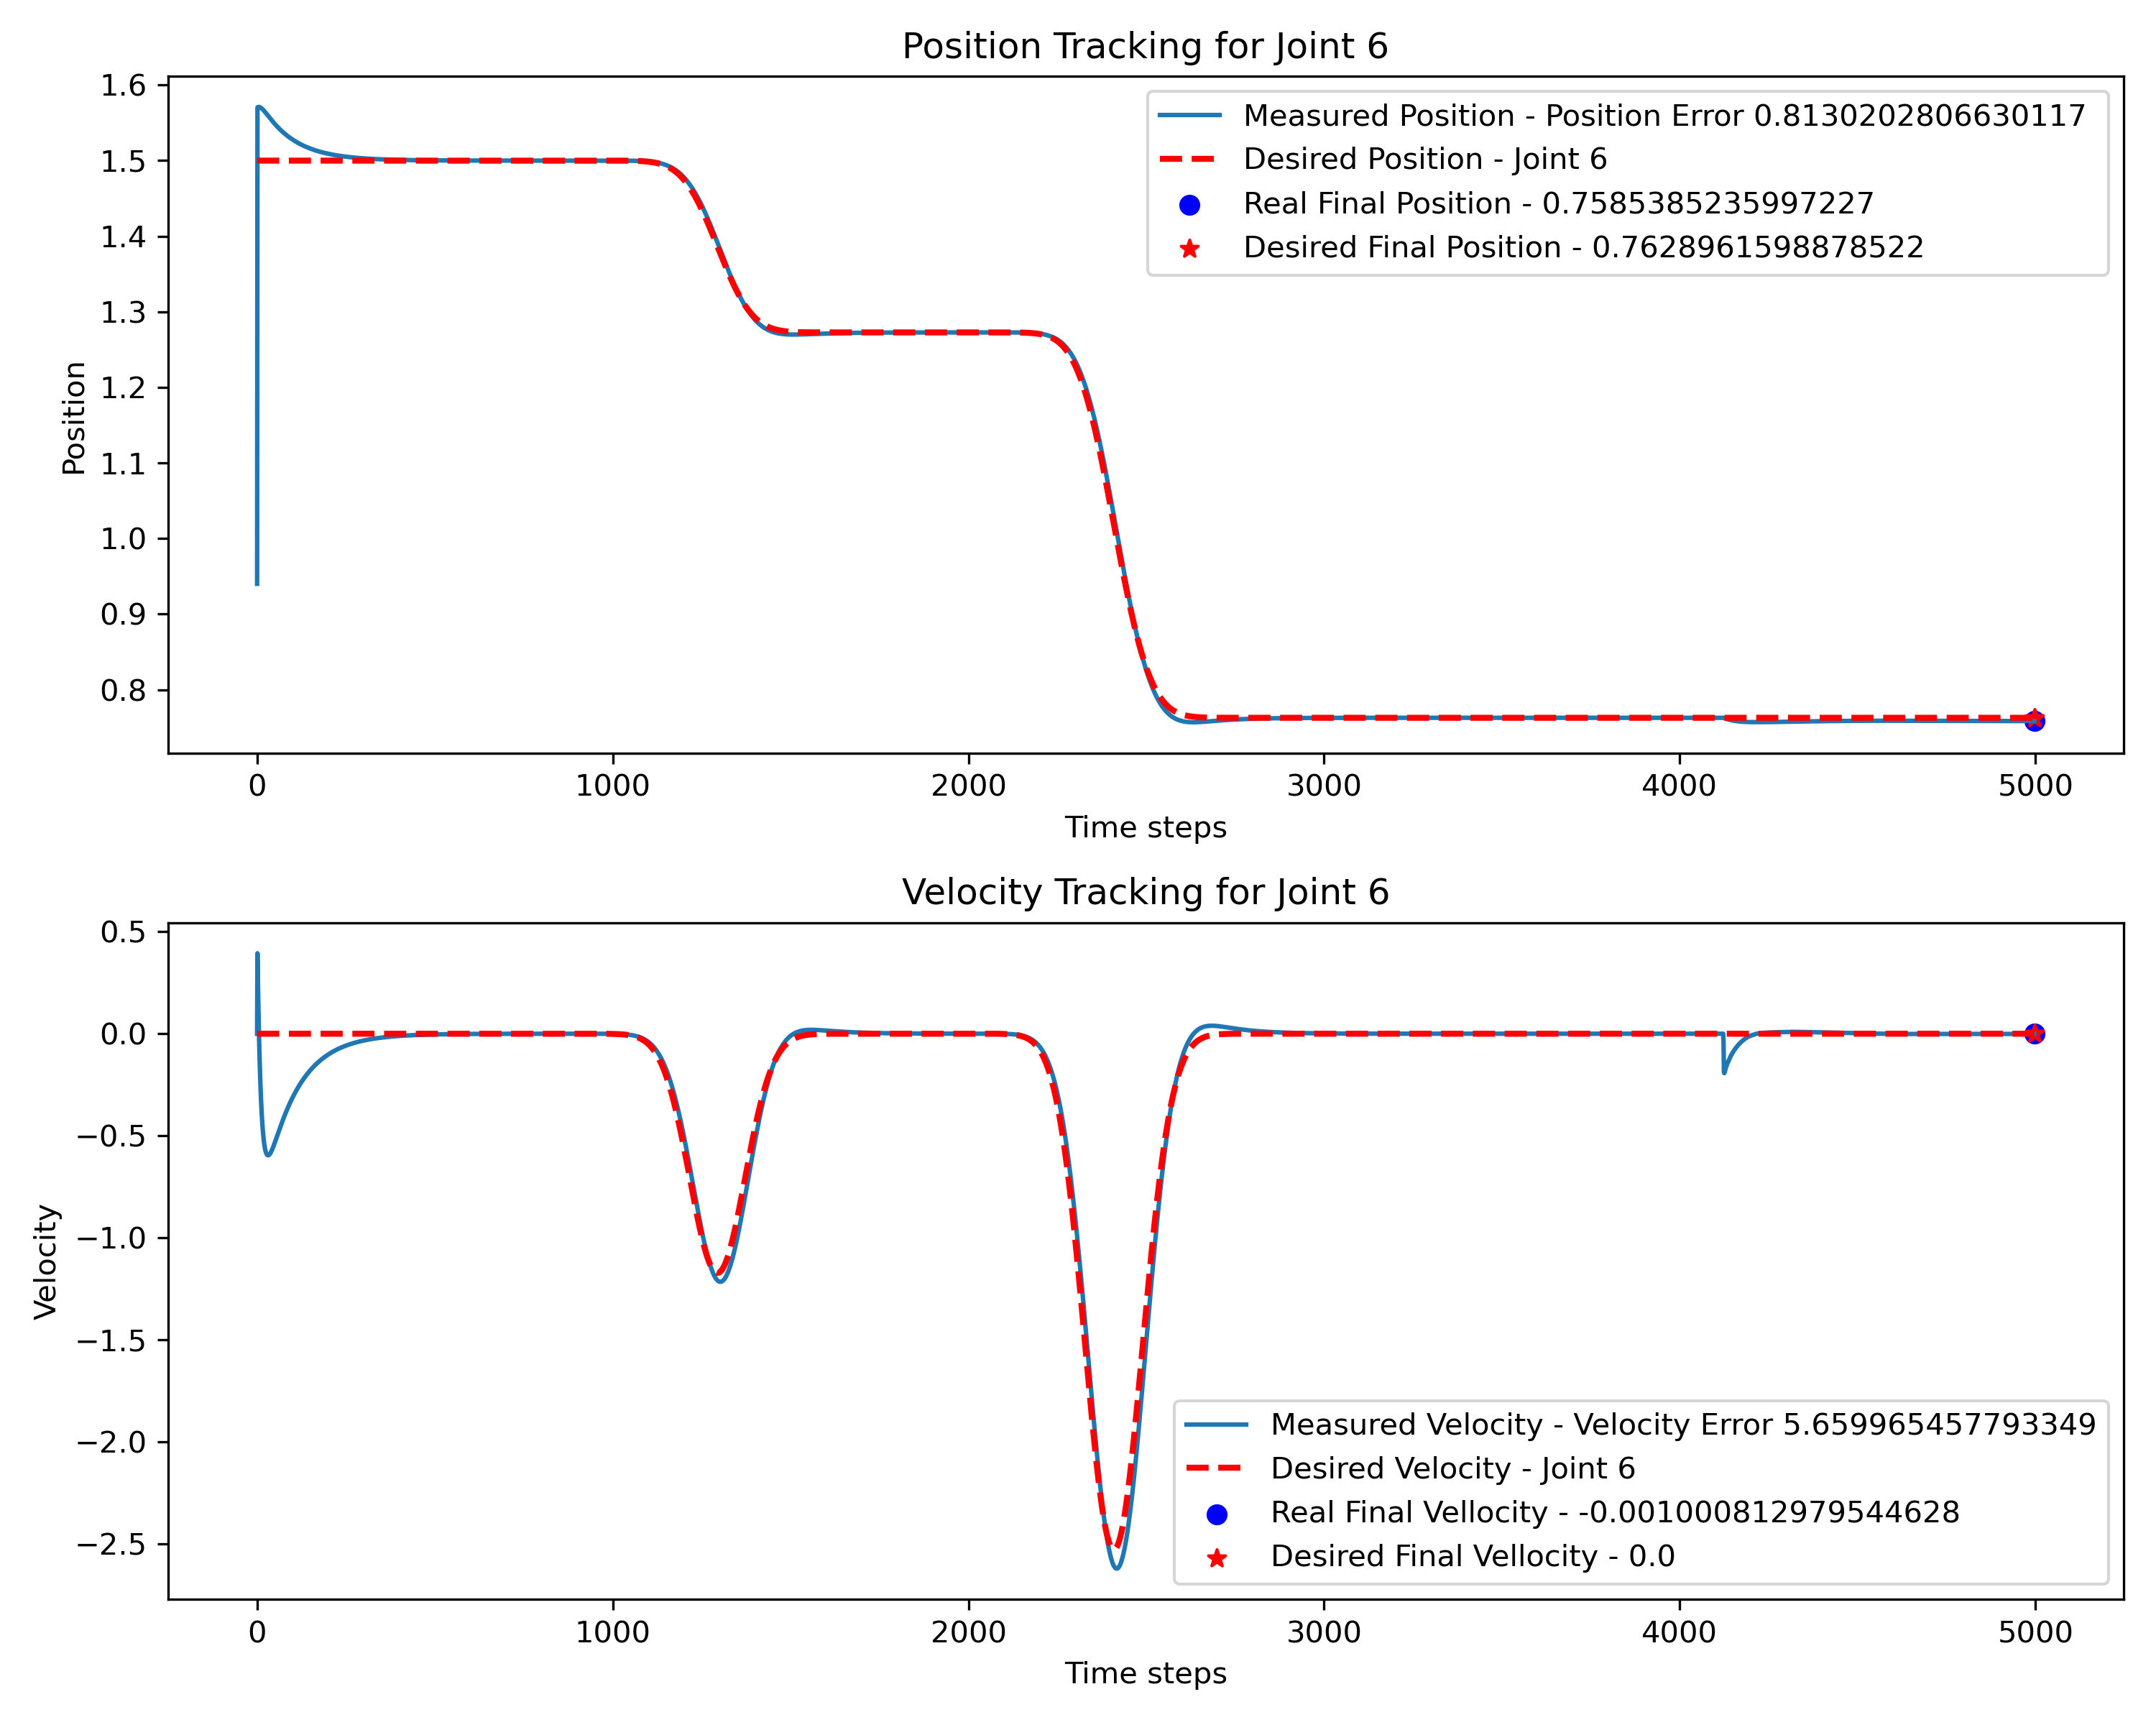 Position Tracking for Joint 6
1.6
1.5
1.4
1.3
1.2
1.1
1.0
0.9
0.8
Position
Measured Position - Position Error 0.8130202806630117
Desired Position - Joint 6
Real Final Position - 0.7585385235997227
Desired Final Position - 0.7628961598878522
0 1000 2000 3000 4000 5000
Time steps
Velocity Tracking for Joint 6
0.5
0.0
−0.5
−1.0
−1.5
−2.0
−2.5
Velocity
Measured Velocity - Velocity Error 5.659965457793349
Desired Velocity - Joint 6
Real Final Vellocity - -0.001000812979544628
Desired Final Vellocity - 0.0
0 1000 2000 3000 4000 5000
Time steps